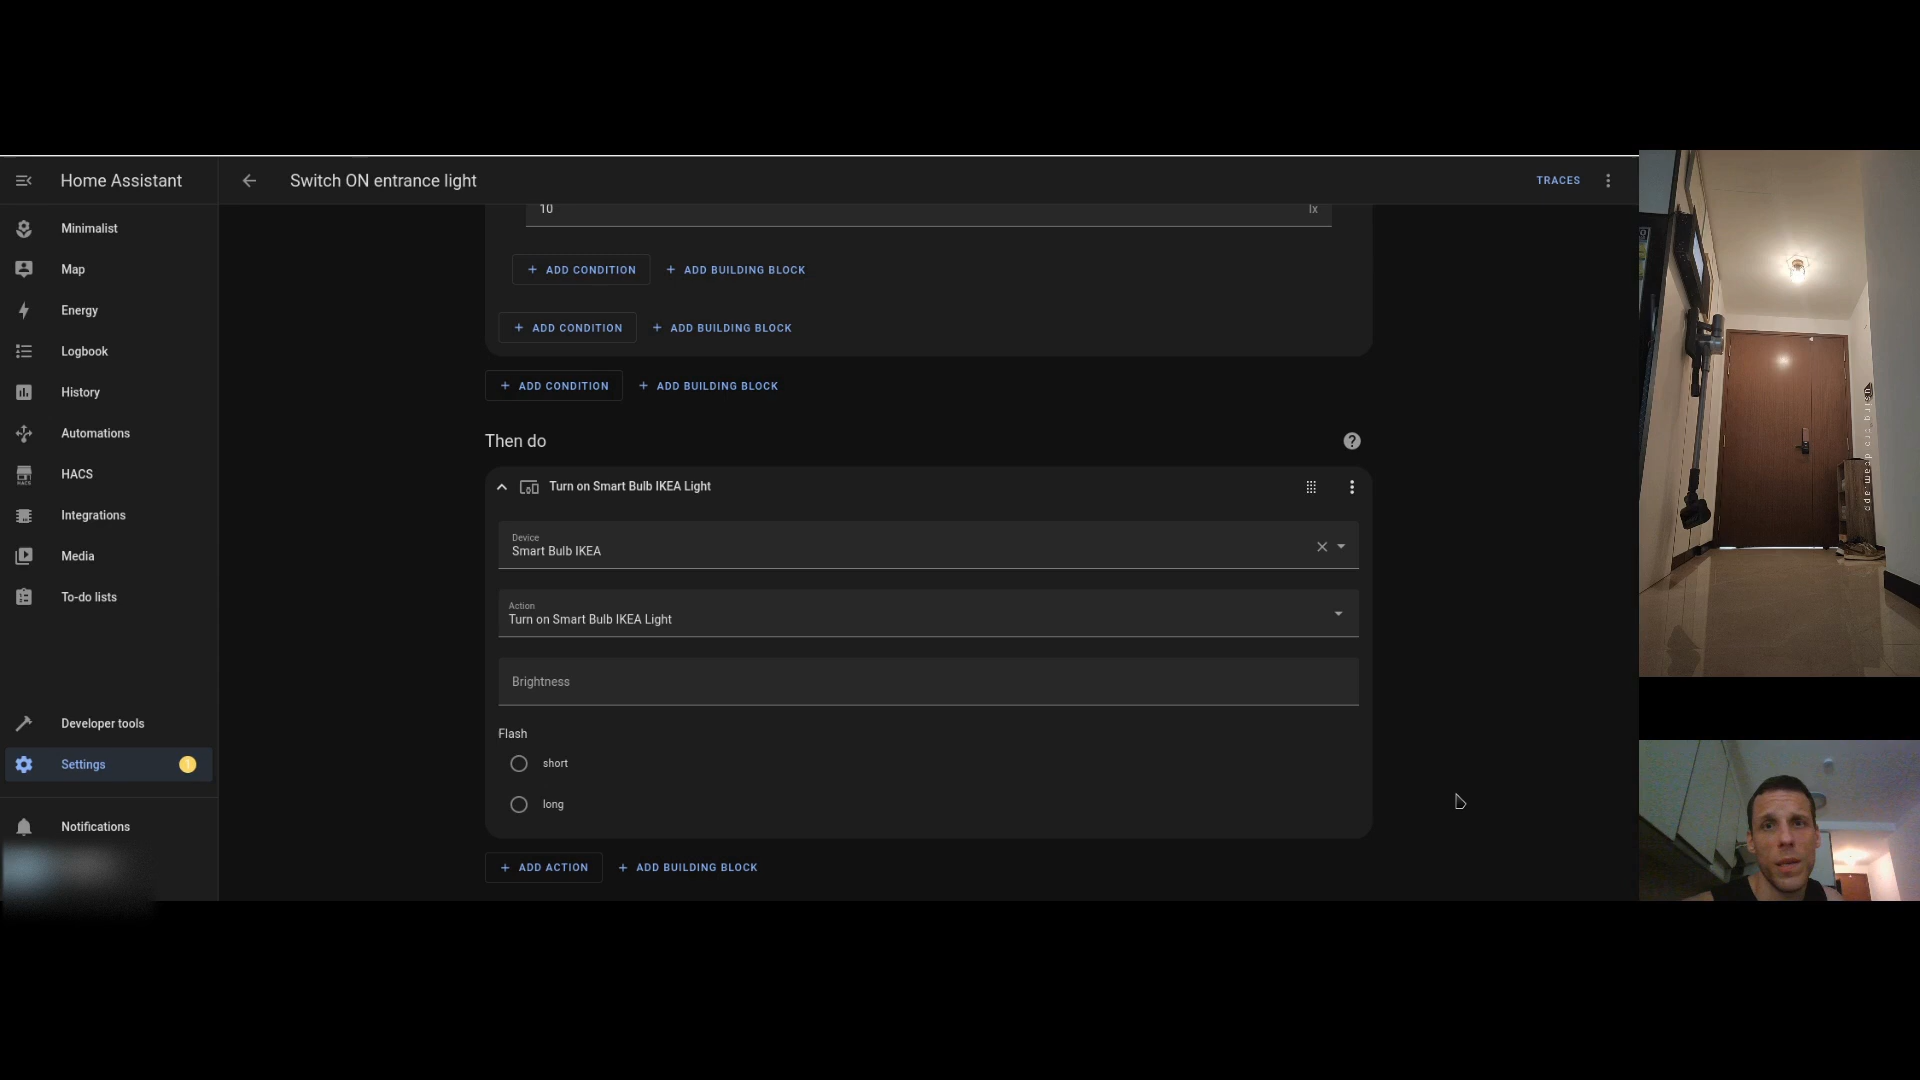 Home Assistant
Switch ON entrance light
TRACES
Minimalist
Map
Energy
Logbook
History
Automations
HACS
Integrations
Media
To-do lists
Developer tools
Settings
1
Notifications
10
lx
ADD CONDITION
ADD BUILDING BLOCK
ADD CONDITION
ADD BUILDING BLOCK
ADD CONDITION
ADD BUILDING BLOCK
Then do
?
Turn on Smart Bulb IKEA Light
Device
Smart Bulb IKEA
Action
Turn on Smart Bulb IKEA Light
Brightness
Flash
short
long
ADD ACTION
ADD BUILDING BLOCK